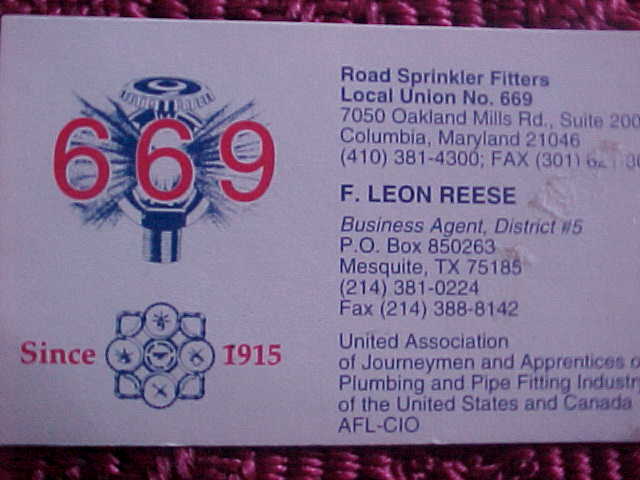 669
Since 1915
Road Sprinkler Fitters
Local Union No. 669
7050 Oakland Mills Rd., Suite 200
Columbia, Maryland 21046
(410) 381-4300; FAX (301)
F. LEON REESE
Business Agent, District #5
P.O. Box 850263
Mesquite, TX 75185
(214) 381-0224
Fax (214) 388-8142
United Association
of Journeymen and Apprentices
Plumbing and Pipe Fitting
of the United States and Canada
AFL-CIO